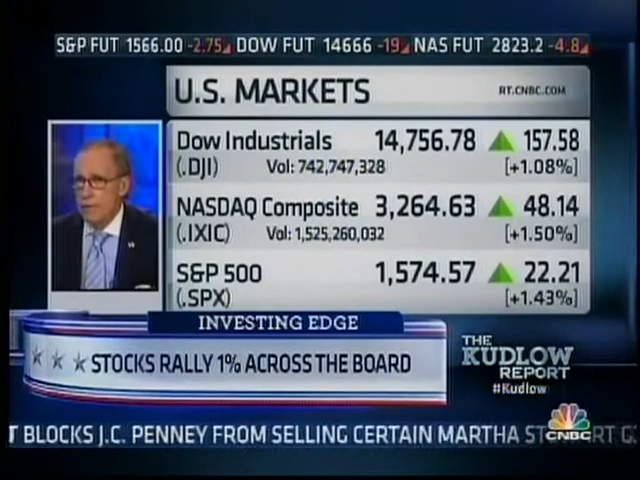 S&P FUT 1566.00 -2.75 DOW FUT 14666 -19 NAS FUT 2823.2 -4.8
U.S. MARKETS RT.CNBC.COM
Dow Industrials 14,756.78 157.58
(.DJI) Vol: 742,747,328 [+1.08%]
NASDAQ Composite 3,264.63 48.14
(.IXIC) Vol: 1,525,260,032 [+1.50%]
S&P 500 1,574.57 22.21
(.SPX) [+1.43%]
INVESTING EDGE
STOCKS RALLY 1% ACROSS THE BOARD
THE
KUDLOW
REPORT
#Kudlow
T BLOCKS J.C. PENNEY FROM SELLING CERTAIN MARTHA
CNBC